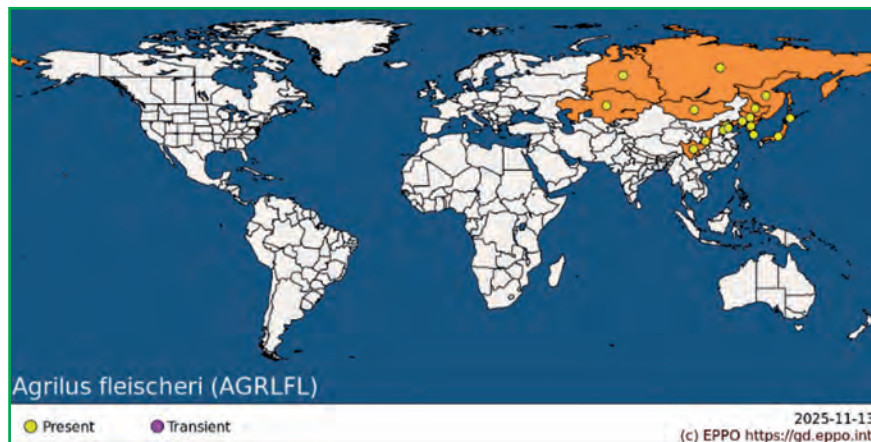 Agrilus fleischeri (AGRLFL)
Present Transient
2025-11-13
(c) EPPO https://gd.eppo.int